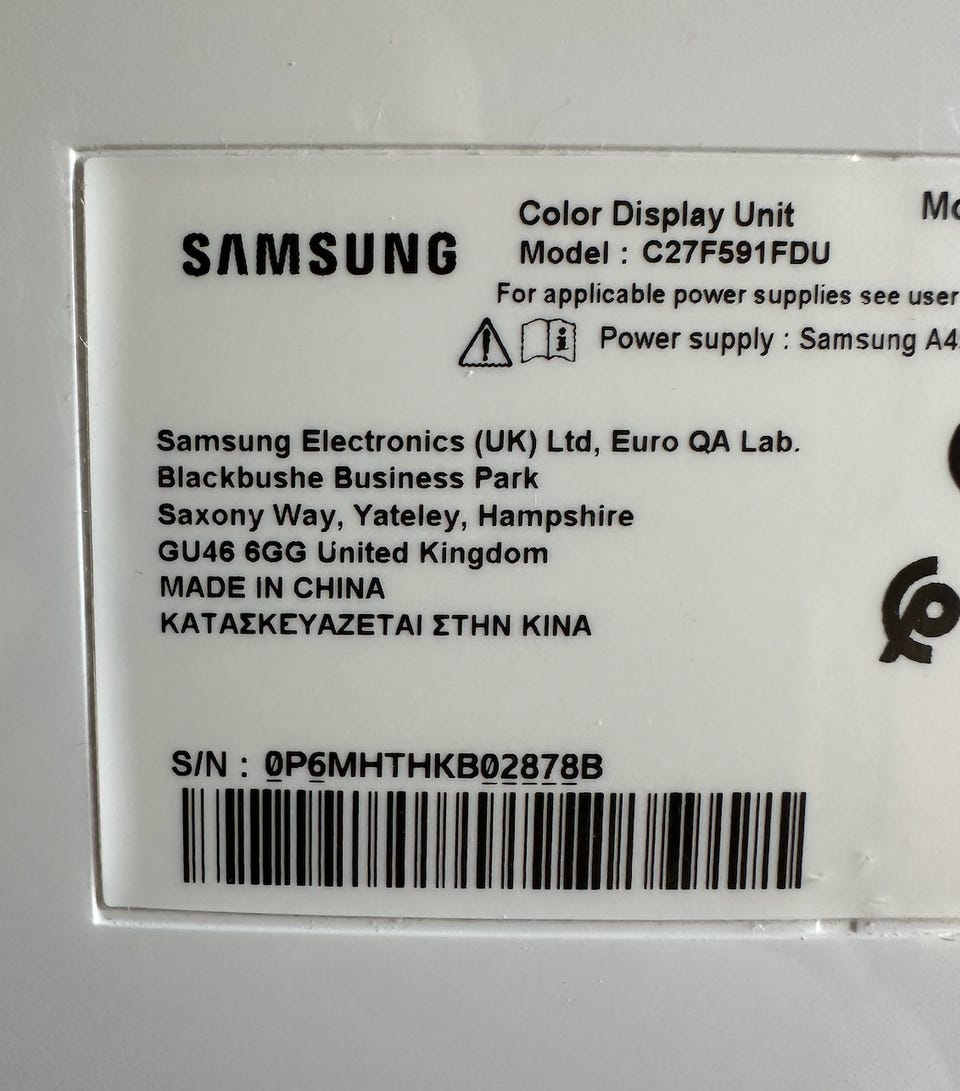 SAMSUNG
Color Display Unit
Model : C27F591FDU
For applicable power supplies see user
Power supply : Samsung A4
Samsung Electronics (UK) Ltd, Euro QA Lab.
Blackbushe Business Park
Saxony Way, Yateley, Hampshire
GU46 6GG United Kingdom
MADE IN CHINA
ΚΑΤΑΣΚΕΥΑΖΕΤΑΙ ΣΤΗΝ ΚΙΝΑ
S/N : 0P6MHTHKB02878B